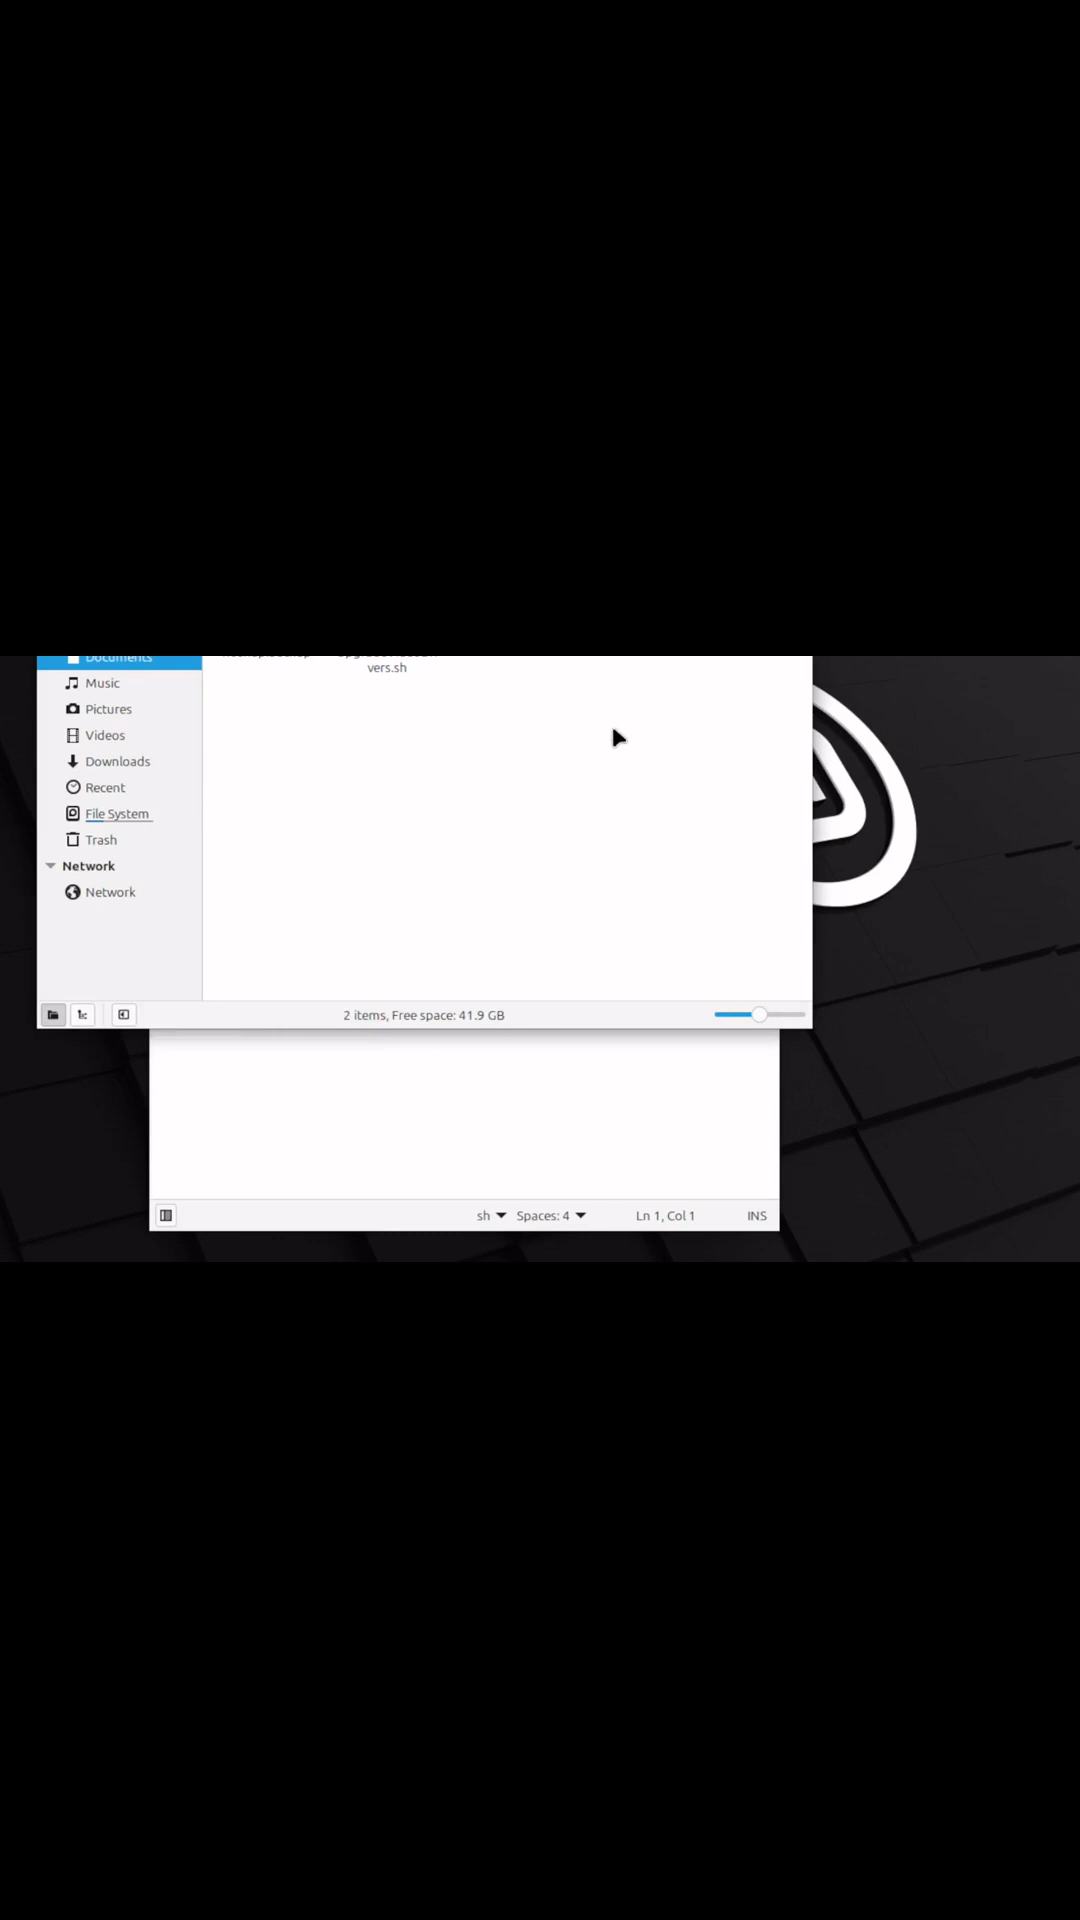 Documents
vers.sh
Music
Pictures
Videos
Downloads
Recent
File System
Trash
Network
Network
2 items, Free space: 41.9 GB
sh Spaces: 4 Ln 1, Col 1 INS